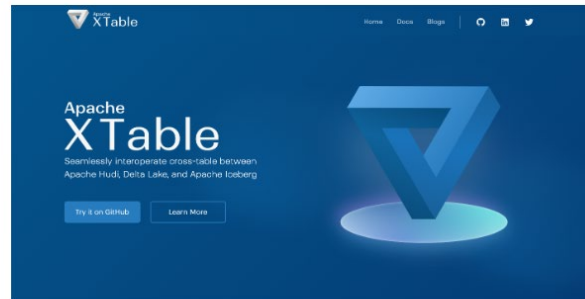 Apache
XTable
Home Docs Blogs
Apache
XTable
Seamlessly interoperate cross-table between
Apache Hudi, Delta Lake, and Apache Iceberg
Try it on GitHub
Learn More